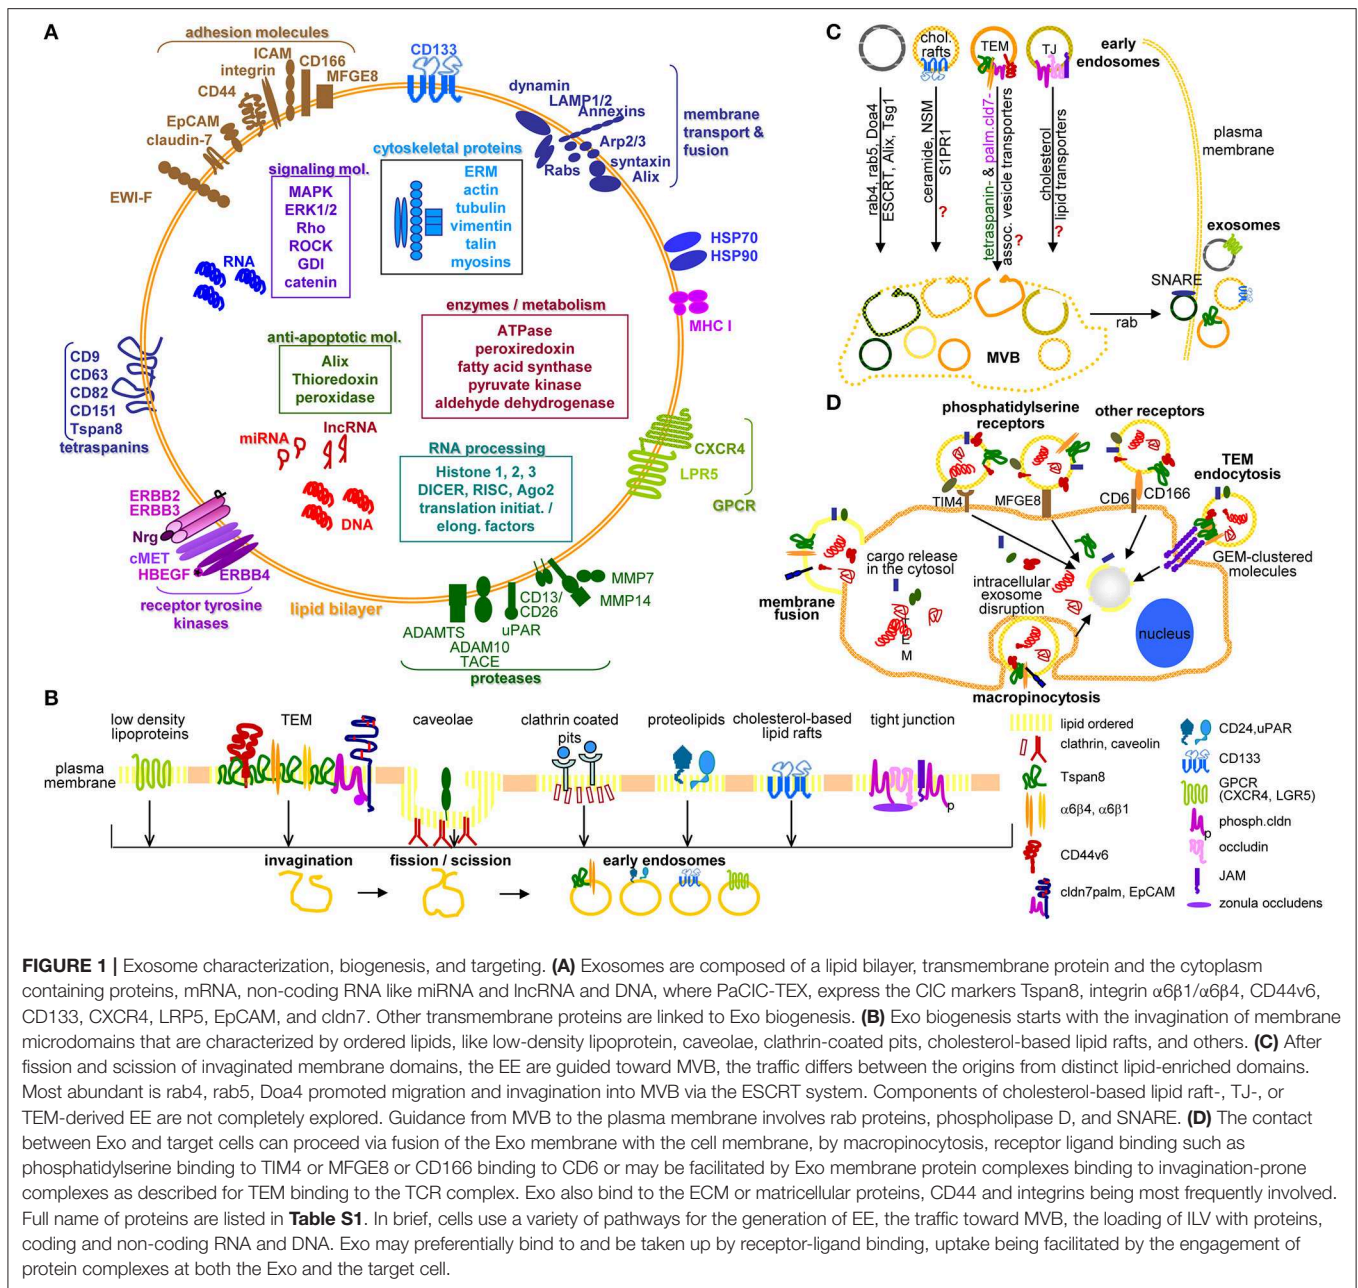 A
adhesion molecules
ICAM
integrin
CD166
MFGE8
CD44
EpCAM
claudin-7
EWI-F
CD133
dynamin
LAMP1/2
Annexins
Arp2/3
syntaxin
Rabs
Alix
membrane
transport &
fusion
signaling mol.
MAPK
ERK1/2
Rho
ROCK
GDI
catenin
cytoskeletal proteins
ERM
actin
tubulin
vimentin
talin
myosins
RNA
HSP70
HSP90
MHC I
enzymes / metabolism
ATPase
peroxiredoxin
fatty acid synthase
pyruvate kinase
aldehyde dehydrogenase
anti-apoptotic mol.
Alix
Thioredoxin
peroxidase
CD9
CD63
CD82
CD151
Tspan8
tetraspanins
miRNA
lncRNA
DNA
RNA processing
Histone 1, 2, 3
DICER, RISC, Ago2
translation initiat. /
elong. factors
CXCR4
LPR5
GPCR
ERBB2
ERBB3
Nrg
cMET
HBEGF
ERBB4
receptor tyrosine
kinases
lipid bilayer
ADAMTS
ADAM10
TACE
uPAR
CD13/
CD26
MMP7
MMP14
proteases
C
chol.
rafts
TEM
TJ
early
endosomes
rab4, rab5, Doa4
ESCRT, Alix, Tsg1
ceramide, NSM
S1PR1
?
tetraspanin- & palm.cld7-
assoc. vesicle transporters
?
cholesterol
lipid transporters
?
plasma
membrane
exosomes
SNARE
rab
MVB
D
phosphatidylserine
receptors
other receptors
TEM
endocytosis
TIM4
MFGE8
CD6
CD166
GEM-clustered
molecules
cargo release
in the cytosol
intracellular
exosome
disruption
membrane
fusion
T
E
M
nucleus
macropinocytosis
B
low density
lipoproteins
TEM
caveolae
clathrin coated
pits
proteolipids
cholesterol-based
lipid rafts
tight junction
plasma
membrane
p
invagination
fission / scission
early endosomes
lipid ordered
clathrin, caveolin
Tspan8
α6β4, α6β1
CD44v6
cldn7palm, EpCAM
CD24,uPAR
CD133
GPCR
(CXCR4, LGR5)
phosph.cldn
p
occludin
JAM
zonula occludens
FIGURE 1 | Exosome characterization, biogenesis, and targeting. (A) Exosomes are composed of a lipid bilayer, transmembrane protein and the cytoplasm
containing proteins, mRNA, non-coding RNA like miRNA and lncRNA and DNA, where PaCIC-TEX, express the CIC markers Tspan8, integrin α6β1/α6β4, CD44v6,
CD133, CXCR4, LRP5, EpCAM, and cldn7. Other transmembrane proteins are linked to Exo biogenesis. (B) Exo biogenesis starts with the invagination of membrane
microdomains that are characterized by ordered lipids, like low-density lipoprotein, caveolae, clathrin-coated pits, cholesterol-based lipid rafts, and others. (C) After
fission and scission of invaginated membrane domains, the EE are guided toward MVB, the traffic differs between the origins from distinct lipid-enriched domains.
Most abundant is rab4, rab5, Doa4 promoted migration and invagination into MVB via the ESCRT system. Components of cholesterol-based lipid raft-, TJ-, or
TEM-derived EE are not completely explored. Guidance from MVB to the plasma membrane involves rab proteins, phospholipase D, and SNARE. (D) The contact
between Exo and target cells can proceed via fusion of the Exo membrane with the cell membrane, by macropinocytosis, receptor ligand binding such as
phosphatidylserine binding to TIM4 or MFGE8 or CD166 binding to CD6 or may be facilitated by Exo membrane protein complexes binding to invagination-prone
complexes as described for TEM binding to the TCR complex. Exo also bind to the ECM or matricellular proteins, CD44 and integrins being most frequently involved.
Full name of proteins are listed in Table S1. In brief, cells use a variety of pathways for the generation of EE, the traffic toward MVB, the loading of ILV with proteins,
coding and non-coding RNA and DNA. Exo may preferentially bind to and be taken up by receptor-ligand binding, uptake being facilitated by the engagement of
protein complexes at both the Exo and the target cell.